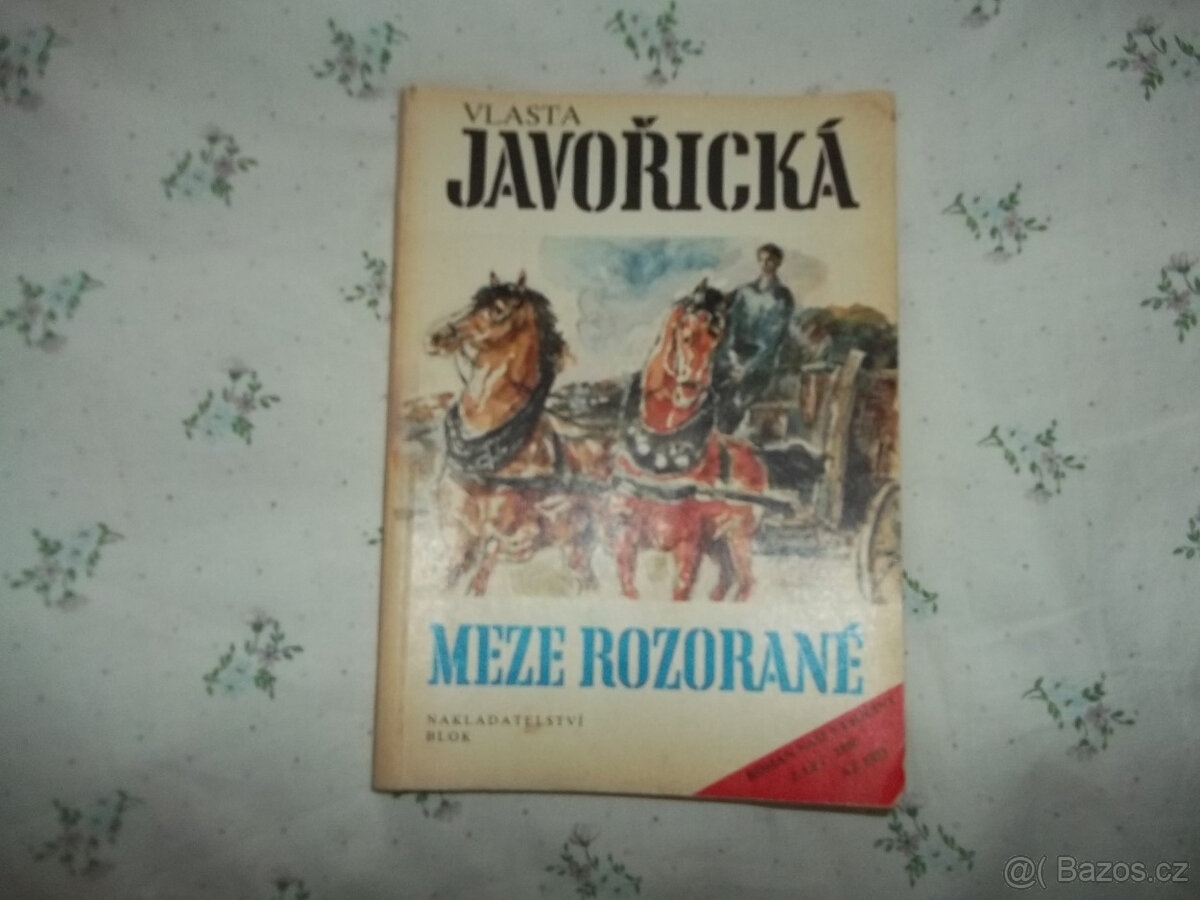 VLASTA
JAVOŘICKÁ
MEZE ROZORANÉ
NAKLADATELSTVÍ
BLOK
@( Bazos.cz